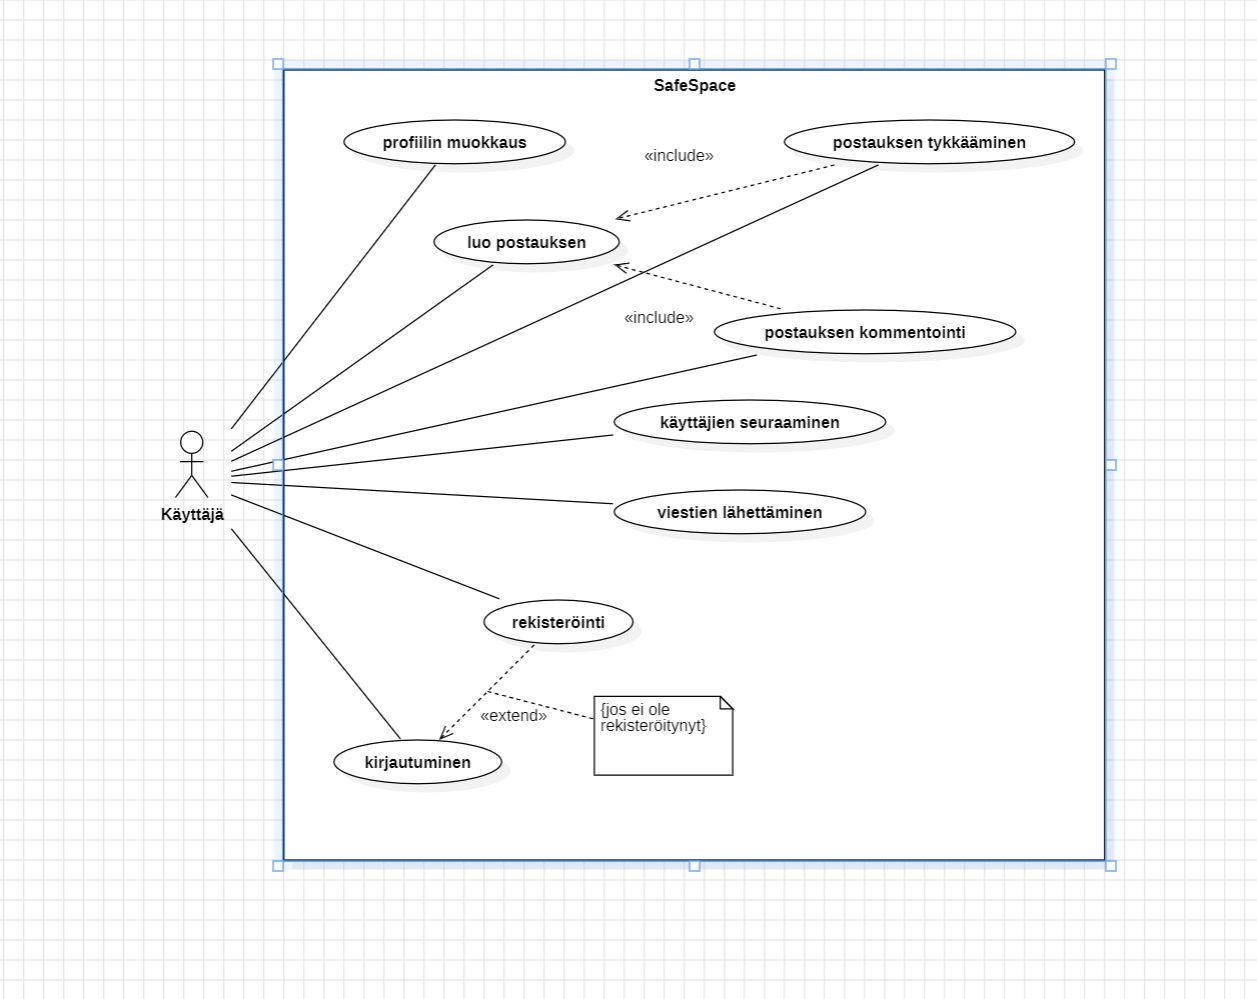 SafeSpace
profiilin muokkaus
postauksen tykkääminen
«include»
luo postauksen
«include»
postauksen kommentointi
käyttäjien seuraaminen
Käyttäjä
viestien lähettäminen
rekisteröinti
«extend»
{jos ei ole
rekisteröitynyt}
kirjautuminen